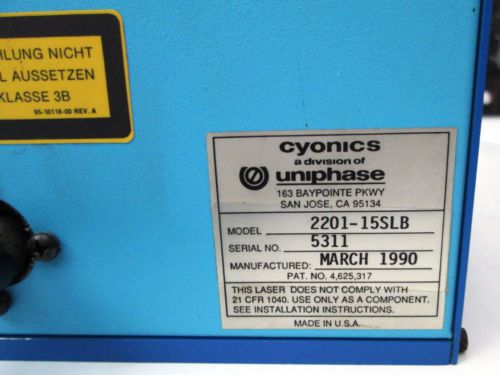 HLUNG NICHT
L AUSSETZEN
KLASSE 3B
95-10118-00 REV. A
cyonics
a division of
uniphase
163 BAYPOINTE PKWY
SAN JOSE, CA 95134
MODEL 2201-15SLB
SERIAL NO. 5311
MANUFACTURED: MARCH 1990
PAT. NO. 4,625,317
THIS LASER DOES NOT COMPLY WITH
21 CFR 1040. USE ONLY AS A COMPONENT.
SEE INSTALLATION INSTRUCTIONS.
MADE IN U.S.A.